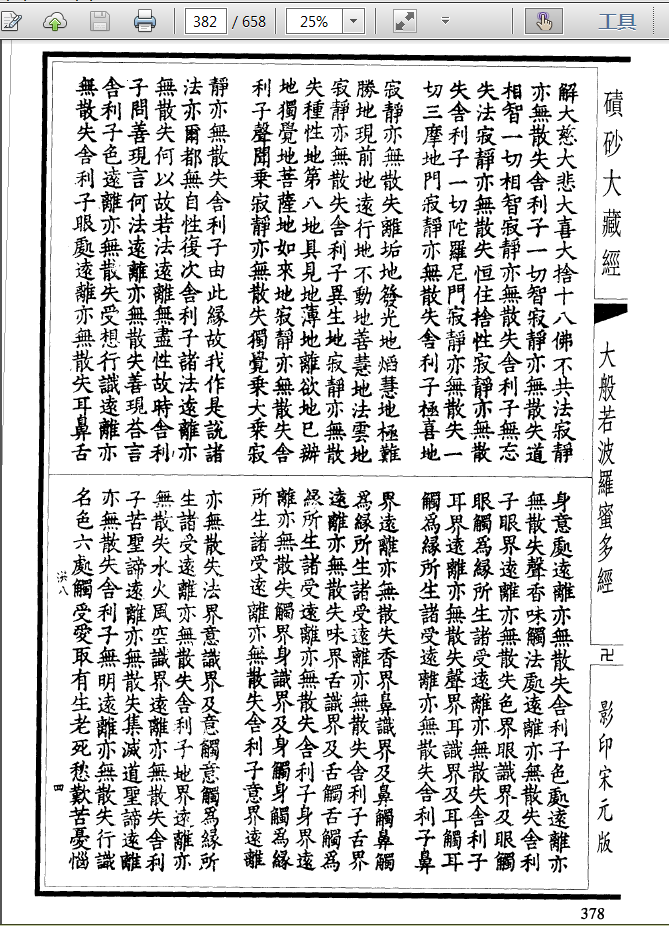 382 / 658
25%
工具
磧砂大藏經
大般若波羅蜜多經
卍
影印宋元版
解大慈大悲大喜大捨十八佛不共法寂靜
亦無散失舍利子一切智寂靜亦無散失道
相智一切相智寂靜亦無散失舍利子無忘
失法寂靜亦無散失恒住捨性寂靜亦無散
失舍利子一切陀羅尼門寂靜亦無散失一
切三摩地門寂靜亦無散失舍利子極喜地
寂靜亦無散失離垢地發光地焰慧地極難
勝地現前地遠行地不動地善慧地法雲地
寂靜亦無散失舍利子異生地寂靜亦無散
失種性地第八地具見地薄地離欲地已辦
地獨覺地菩薩地如來地寂靜亦無散失舍
利子聲聞乘寂靜亦無散失獨覺乘大乘寂
靜亦無散失舍利子由此緣故我作是說諸
法亦爾都無自性復次舍利子諸法遠離亦
無散失何以故若法遠離無盡性故時舍利
子問善現言何法遠離亦無散失善現荅言
舍利子色遠離亦無散失受想行識遠離亦
無散失舍利子眼處遠離亦無散失耳鼻舌
身意處遠離亦無散失舍利子色處遠離亦
無散失聲香味觸法處遠離亦無散失舍利
子眼界遠離亦無散失色界眼識界及眼觸
眼觸爲緣所生諸受遠離亦無散失舍利子
耳界遠離亦無散失聲界耳識界及耳觸耳
觸爲緣所生諸受遠離亦無散失舍利子鼻
界遠離亦無散失香界鼻識界及鼻觸鼻觸
爲緣所生諸受遠離亦無散失舍利子舌界
遠離亦無散失味界舌識界及舌觸舌觸爲
緣所生諸受遠離亦無散失舍利子身界遠
離亦無散失觸界身識界及身觸身觸爲緣
所生諸受遠離亦無散失舍利子意界遠離
亦無散失法界意識界及意觸意觸爲緣所
生諸受遠離亦無散失舍利子地界遠離亦
無散失水火風空識界遠離亦無散失舍利
子苦聖諦遠離亦無散失集滅道聖諦遠離
亦無散失舍利子無明遠離亦無散失行識
名色六處觸受愛取有生老死愁歎苦憂惱
洪八
四
378